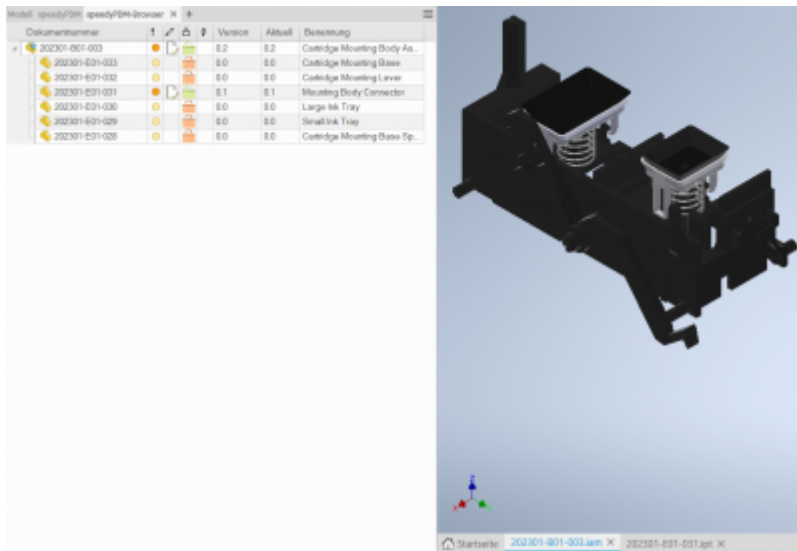 Modell speedyPDM speedyPDM-Browser × +
Dokumentnummer ! Version Aktuell Benennung
202301-B01-003 0.2 0.2 Cartridge Mounting Body As...
202301-E01-033 0.0 0.0 Cartridge Mounting Base
202301-E01-032 0.0 0.0 Cartridge Mounting Lever
202301-E01-031 0.1 0.1 Mounting Body Connector
202301-E01-030 0.0 0.0 Large Ink Tray
202301-E01-029 0.0 0.0 Small Ink Tray
202301-E01-028 0.0 0.0 Cartridge Mounting Base Sp...
Startseite 202301-B01-003.iam × 202301-E01-031.ipt ×